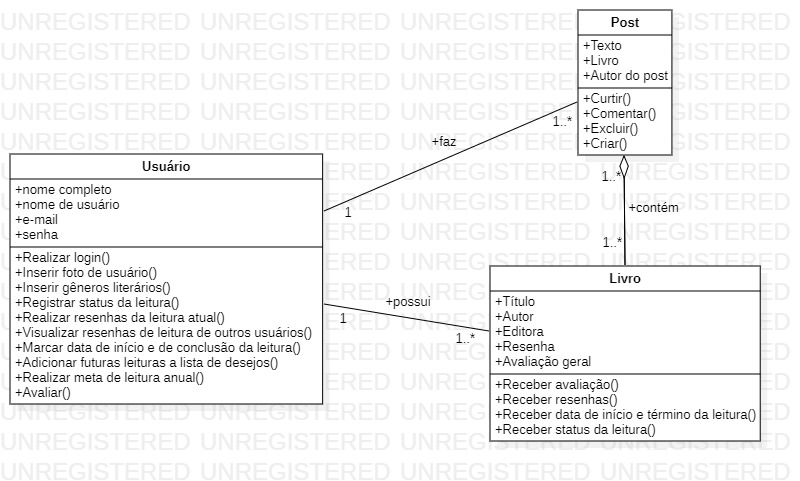 Post
+Texto
+Livro
+Autor do post
+Curtir()
+Comentar()
+Excluir()
+Criar()
1..*
+faz
1
Usuário
+nome completo
+nome de usuário
+e-mail
+senha
+Realizar login()
+Inserir foto de usuário()
+Inserir gêneros literários()
+Registrar status da leitura()
+Realizar resenhas da leitura atual()
+Visualizar resenhas de leitura de outros usuários()
+Marcar data de início e de conclusão da leitura()
+Adicionar futuras leituras a lista de desejos()
+Realizar meta de leitura anual()
+Avaliar()
1..*
+contém
1..*
+possui
1
1..*
Livro
+Título
+Autor
+Editora
+Resenha
+Avaliação geral
+Receber avaliação()
+Receber resenhas()
+Receber data de início e término da leitura()
+Receber status da leitura()
UNREGISTERED UNREGISTERED UNREGISTERED UNREGISTERED